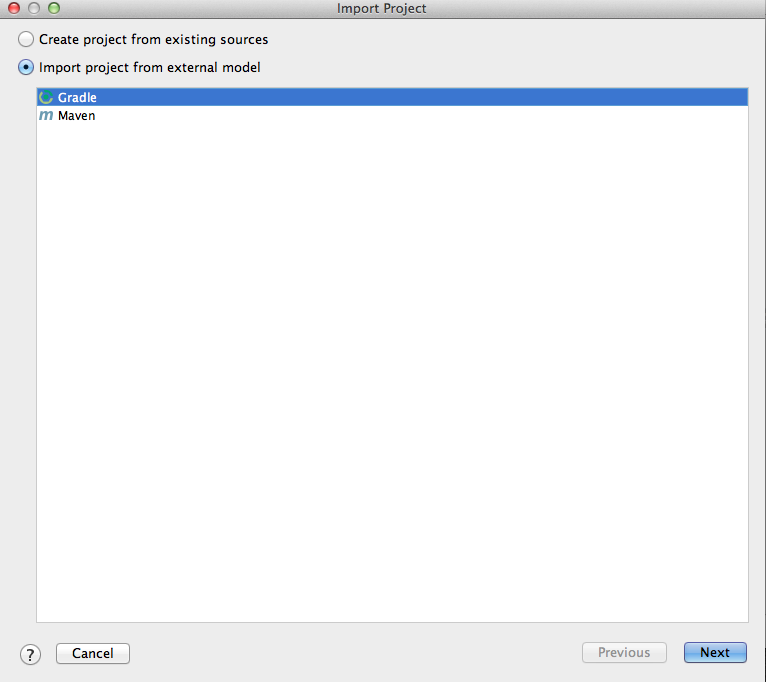 Import Project
Create project from existing sources
Import project from external model
Gradle
m Maven
? Cancel Previous Next